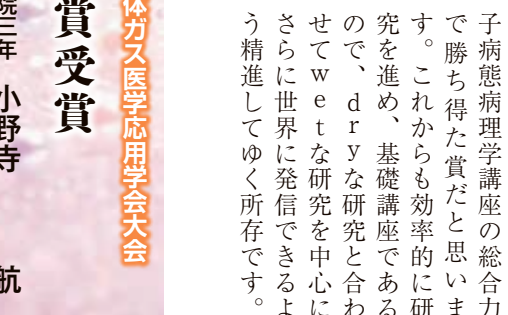 子病態病理学講座の総合力
で勝ち得た賞だと思いま
す。これからも効率的に研
究を進め、基礎講座である
ので、dryな研究と合わ
せてwetな研究を中心に
さらに世界に発信できるよ
う精進してゆく所存です。
体ガス医学応用学会大会
賞受賞
院三年 小野寺 航